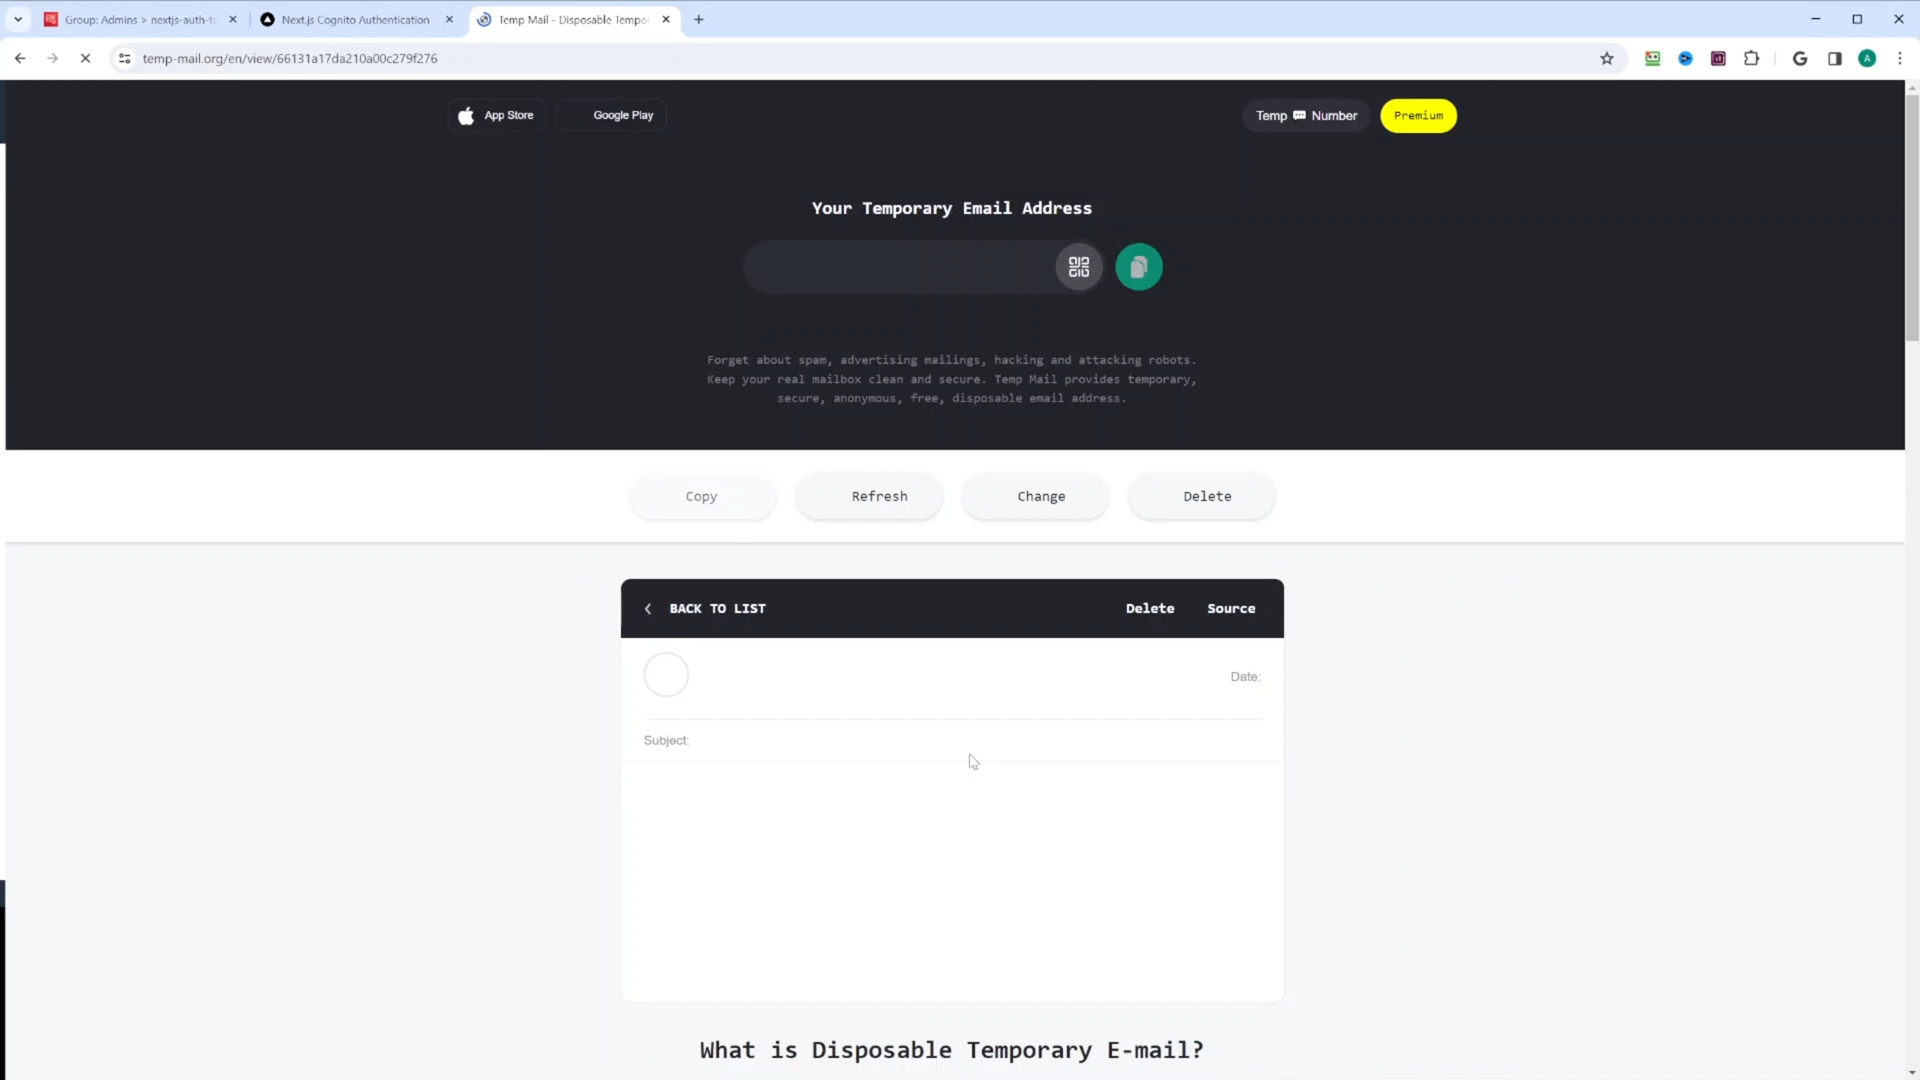 Group: Admins > nextjs-auth-tu
Next.js Cognito Authentication
Temp Mail - Disposable Tempo
temp-mail.org/en/view/66131a17da210a00c279f276
A
App Store
Google Play
Temp Number
Premium
Your Temporary Email Address
Forget about spam, advertising mailings, hacking and attacking robots.
Keep your real mailbox clean and secure. Temp Mail provides temporary,
secure, anonymous, free, disposable email address.
Copy
Refresh
Change
Delete
BACK TO LIST
Delete
Source
Date:
Subject:
What is Disposable Temporary E-mail?